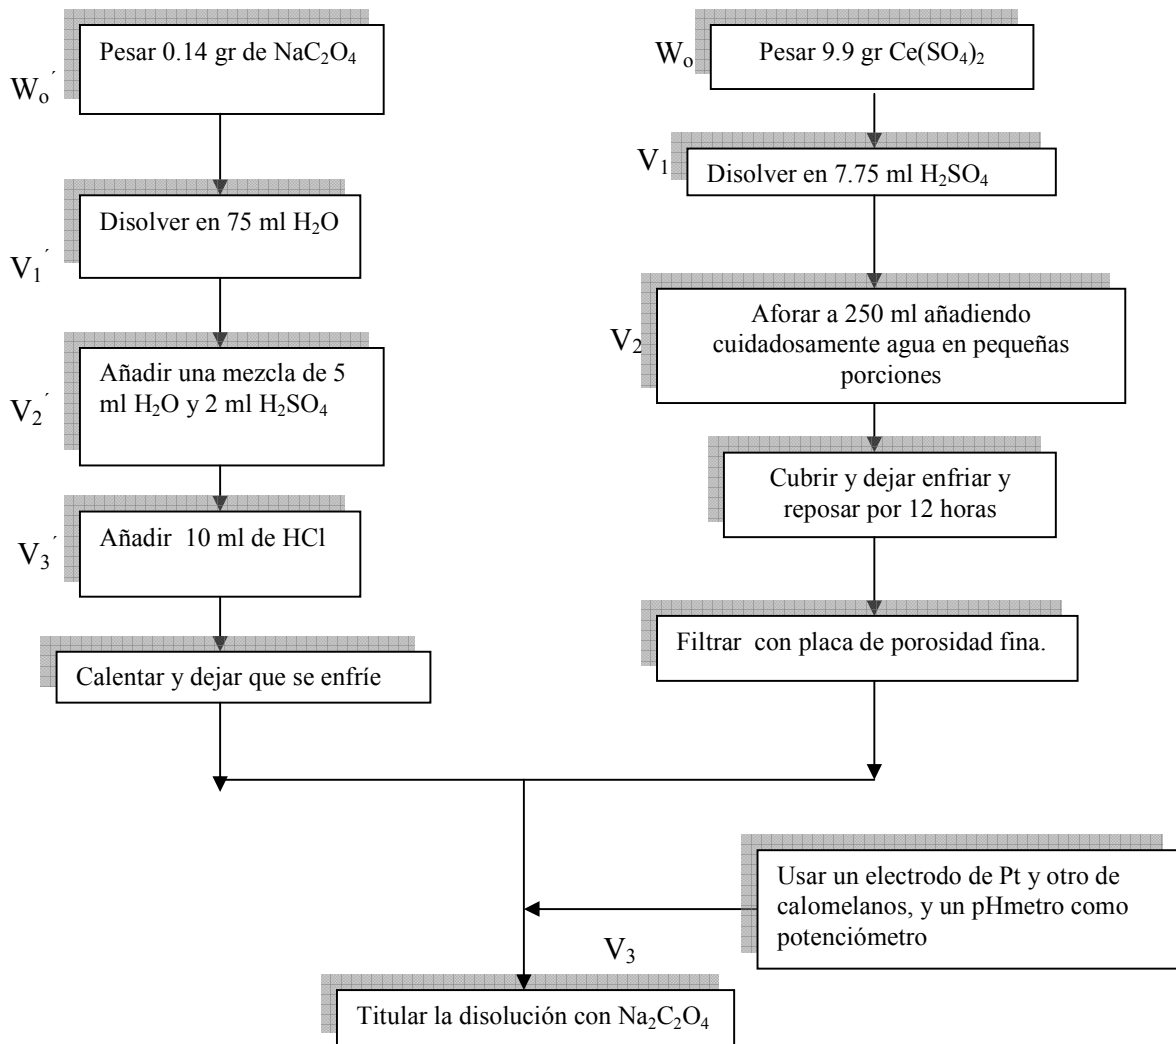 Pesar 0.14 gr de NaC₂O₄
Wₒ´
Disolver en 75 ml H₂O
V₁´
Añadir una mezcla de 5
ml H₂O y 2 ml H₂SO₄
V₂´
Añadir 10 ml de HCl
V₃´
Calentar y dejar que se enfríe
Wₒ
Pesar 9.9 gr Ce(SO₄)₂
V₁
Disolver en 7.75 ml H₂SO₄
V₂
Aforar a 250 ml añadiendo
cuidadosamente agua en pequeñas
porciones
Cubrir y dejar enfriar y
reposar por 12 horas
Filtrar con placa de porosidad fina.
Usar un electrodo de Pt y otro de
calomelanos, y un pHmetro como
potenciómetro
V₃
Titular la disolución con Na₂C₂O₄